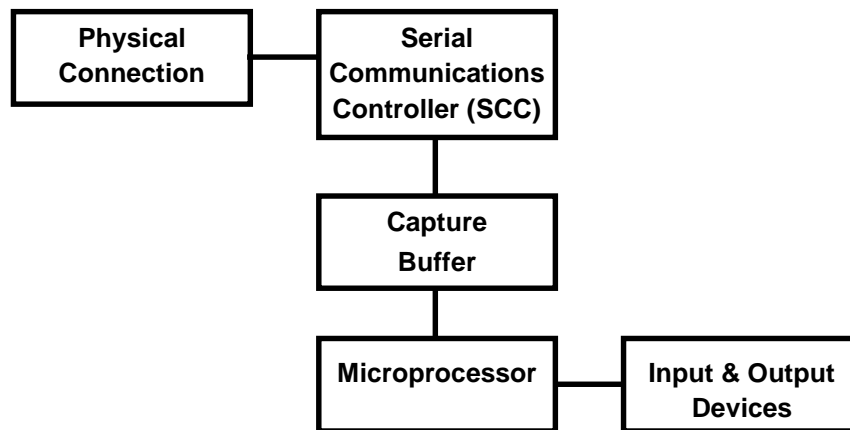 Physical
Connection
Serial
Communications
Controller (SCC)
Capture
Buffer
Microprocessor
Input & Output
Devices